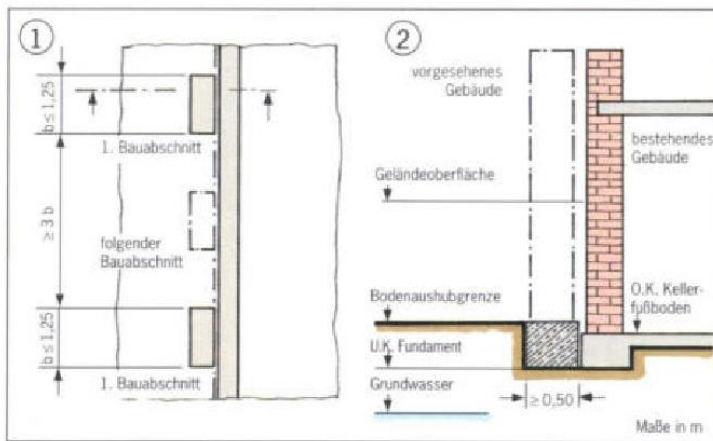 1
b ≤ 1,25
1. Bauabschnitt
≥ 3 b
folgender
Bauabschnitt
b ≤ 1,25
1. Bauabschnitt
2
vorgesehenes
Gebäude
bestehendes
Gebäude
Geländeoberfläche
Bodenaushubgrenze
O.K. Keller-
fußboden
U.K. Fundament
Grundwasser
≥ 0,50
Maße in m